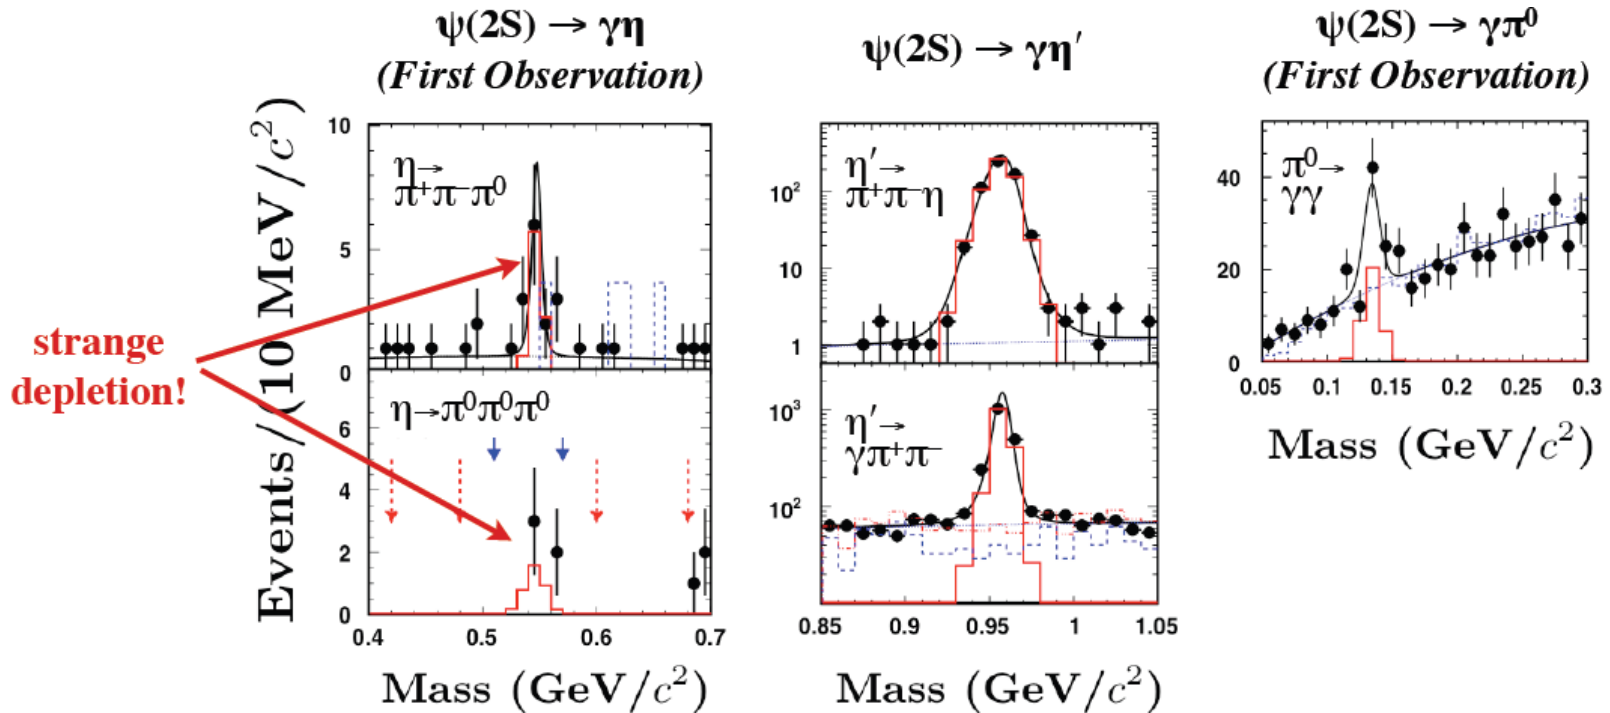 ψ(2S) → γη
(First Observation)
ψ(2S) → γη′
ψ(2S) → γπ⁰
(First Observation)
Events/(10 MeV/c²)
strange
depletion!
η→
π⁺π⁻π⁰
10
5
0
η→π⁰π⁰π⁰
6
4
2
0
0.4 0.5 0.6 0.7
Mass (GeV/c²)
η′→
π⁺π⁻η
10²
10
1
η′→
γπ⁺π⁻
10³
10²
0.85 0.9 0.95 1 1.05
Mass (GeV/c²)
π⁰→
γγ
40
20
0
0.05 0.1 0.15 0.2 0.25 0.3
Mass (GeV/c²)